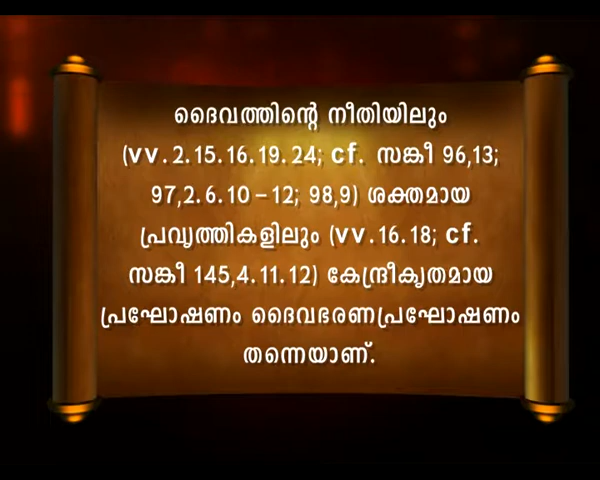 ദൈവത്തിന്റെ നീതിയിലും
(vv.2.15.16.19.24; cf. സങ്കീ 96,13;
97,2.6.10–12; 98,9) ശക്തമായ
പ്രവൃത്തികളിലും (vv.16.18; cf.
സങ്കീ 145,4.11.12) കേന്ദ്രീകൃതമായ
പ്രഘോഷണം ദൈവഭരണപ്രഘോഷണം
തന്നെയാണ്.